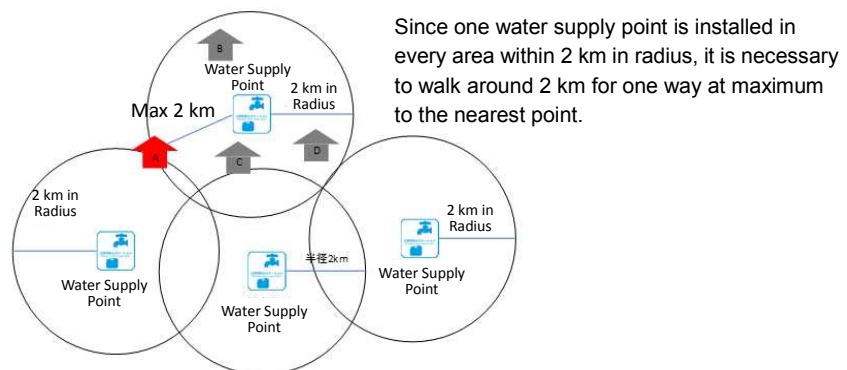 Since one water supply point is installed in
every area within 2 km in radius, it is necessary
to walk around 2 km for one way at maximum
to the nearest point.
B
Water Supply
Point
2 km in
Radius
Max 2 km
A
C
D
2 km in
Radius
Water Supply
Point
半径2km
Water Supply
Point
2 km in
Radius
Water Supply
Point